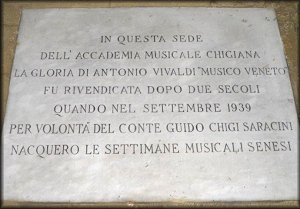 IN QUESTA SEDE
DELL'ACCADEMIA MUSICALE CHIGIANA
LA GLORIA DI ANTONIO VIVALDI "MUSICO VENETO"
FU RIVENDICATA DOPO DUE SECOLI
QUANDO NEL SETTEMBRE 1939
PER VOLONTÀ DEL CONTE GUIDO CHIGI SARACINI
NACQUERO LE SETTIMANE MUSICALI SENESI